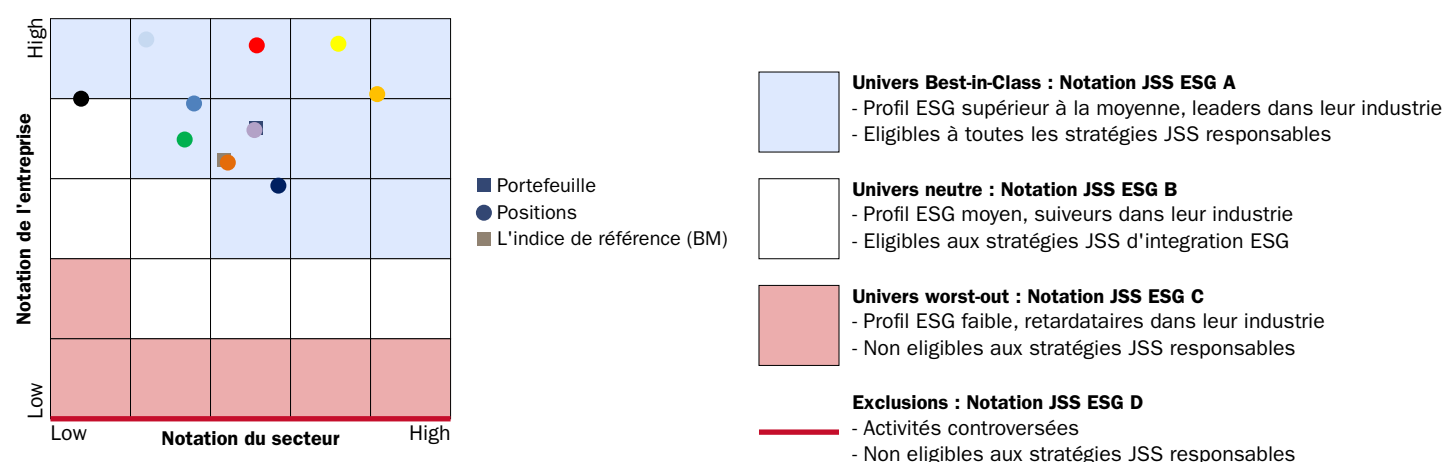 High
Notation de l'entreprise
Low
Low
Notation du secteur
High
Portefeuille
Positions
L'indice de référence (BM)
Univers Best-in-Class : Notation JSS ESG A
- Profil ESG supérieur à la moyenne, leaders dans leur industrie
- Eligibles à toutes les stratégies JSS responsables
Univers neutre : Notation JSS ESG B
- Profil ESG moyen, suiveurs dans leur industrie
- Eligibles aux stratégies JSS d'integration ESG
Univers worst-out : Notation JSS ESG C
- Profil ESG faible, retardataires dans leur industrie
- Non eligibles aux stratégies JSS responsables
Exclusions : Notation JSS ESG D
- Activités controversées
- Non eligibles aux stratégies JSS responsables